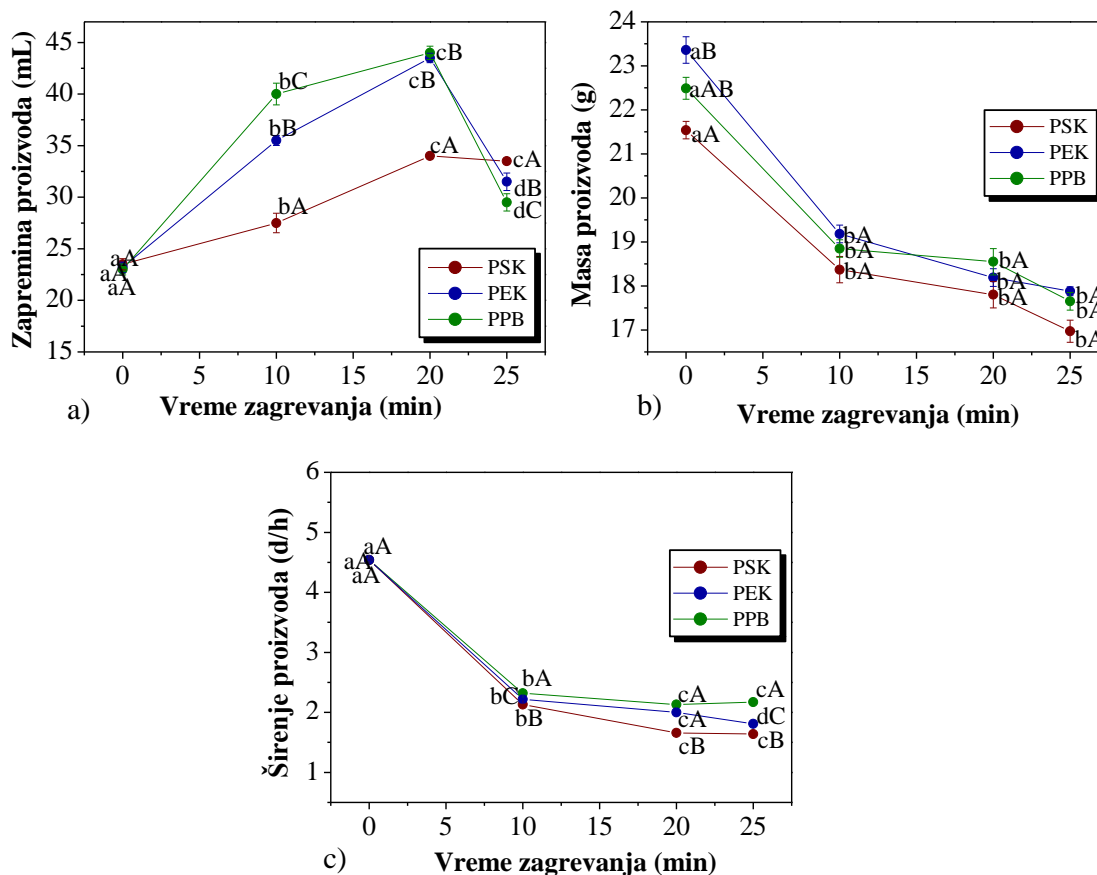 Zapremina proizvoda (mL)
45
40
35
30
25
20
15
aA
aA
aA
bC
bB
bA
cB
cB
cA
cA
dB
dC
PSK
PEK
PPB
0 5 10 15 20 25
Vreme zagrevanja (min)
a)
Masa proizvoda (g)
24
23
22
21
20
19
18
17
aB
aAB
aA
bA
bA
bA
bA
bA
bA
bA
bA
bA
PSK
PEK
PPB
0 5 10 15 20 25
Vreme zagrevanja (min)
b)
Širenje proizvoda (d/h)
6
5
4
3
2
1
aA
aA
aA
bA
bC
bB
cA
cA
cB
cA
dC
cB
PSK
PEK
PPB
0 5 10 15 20 25
Vreme zagrevanja (min)
c)